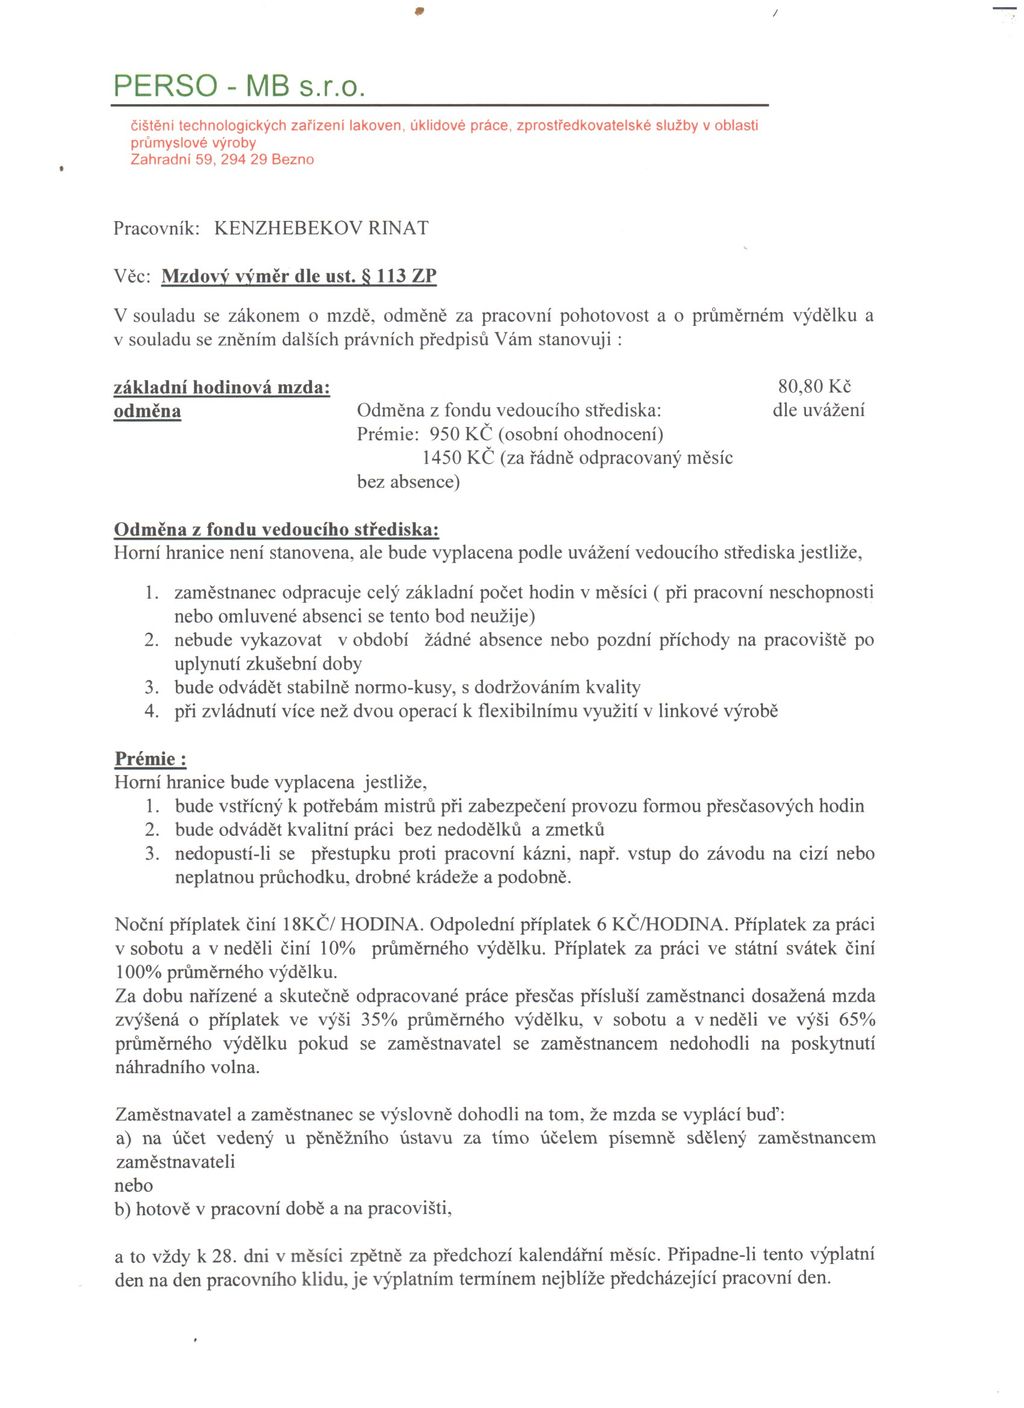 PERSO - MB s.r.o.
čištění technologických zařízení lakoven, úklidové práce, zprostředkovatelské služby v oblasti
průmyslové výroby
Zahradní 59, 294 29 Bezno
Pracovník: KENZHEBEKOV RINAT
Věc: Mzdový výměr dle ust. § 113 ZP
V souladu se zákonem o mzdě, odměně za pracovní pohotovost a o průměrném výdělku a
v souladu se zněním dalších právních předpisů Vám stanovuji :
základní hodinová mzda: 80,80 Kč
odměna Odměna z fondu vedoucího střediska: dle uvážení
Prémie: 950 KČ (osobní ohodnocení)
1450 KČ (za řádně odpracovaný měsíc
bez absence)
Odměna z fondu vedoucího střediska:
Horní hranice není stanovena, ale bude vyplacena podle uvážení vedoucího střediska jestliže,
1. zaměstnanec odpracuje celý základní počet hodin v měsíci ( při pracovní neschopnosti
nebo omluvené absenci se tento bod neužije)
2. nebude vykazovat v období žádné absence nebo pozdní příchody na pracoviště po
uplynutí zkušební doby
3. bude odvádět stabilně normo-kusy, s dodržováním kvality
4. při zvládnutí více než dvou operací k flexibilnímu využití v linkové výrobě
Prémie :
Horní hranice bude vyplacena jestliže,
1. bude vstřícný k potřebám mistrů při zabezpečení provozu formou přesčasových hodin
2. bude odvádět kvalitní práci bez nedodělků a zmetků
3. nedopustí-li se přestupku proti pracovní kázni, např. vstup do závodu na cizí nebo
neplatnou průchodku, drobné krádeže a podobně.
Noční příplatek činí 18KČ/ HODINA. Odpolední příplatek 6 KČ/HODINA. Příplatek za práci
v sobotu a v neděli činí 10% průměrného výdělku. Příplatek za práci ve státní svátek činí
100% průměrného výdělku.
Za dobu nařízené a skutečně odpracované práce přesčas přísluší zaměstnanci dosažená mzda
zvýšená o příplatek ve výši 35% průměrného výdělku, v sobotu a v neděli ve výši 65%
průměrného výdělku pokud se zaměstnavatel se zaměstnancem nedohodli na poskytnutí
náhradního volna.
Zaměstnavatel a zaměstnanec se výslovně dohodli na tom, že mzda se vyplácí buď:
a) na účet vedený u pěněžního ústavu za tímo účelem písemně sdělený zaměstnancem
zaměstnavateli
nebo
b) hotově v pracovní době a na pracovišti,
a to vždy k 28. dni v měsíci zpětně za předchozí kalendářní měsíc. Připadne-li tento výplatní
den na den pracovního klidu, je výplatním termínem nejblíže předcházející pracovní den.